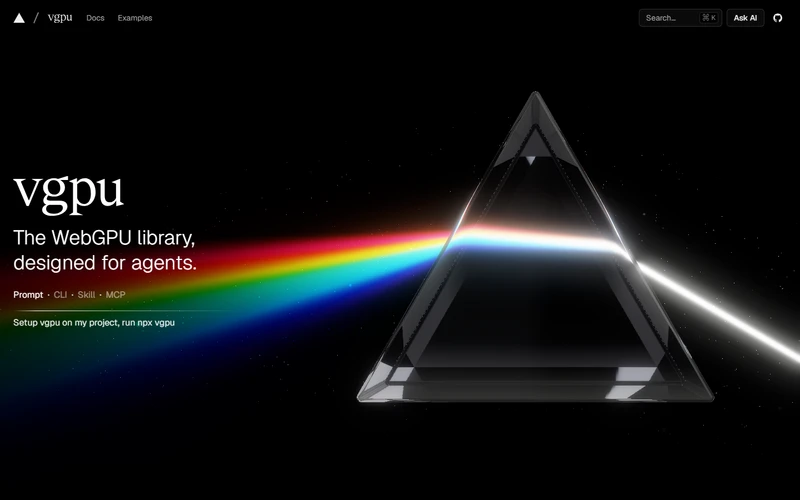 / vgpu Docs Examples Search... ⌘ K Ask AI
vgpu
The WebGPU library,
designed for agents.
Prompt · CLI · Skill · MCP
Setup vgpu on my project, run npx vgpu